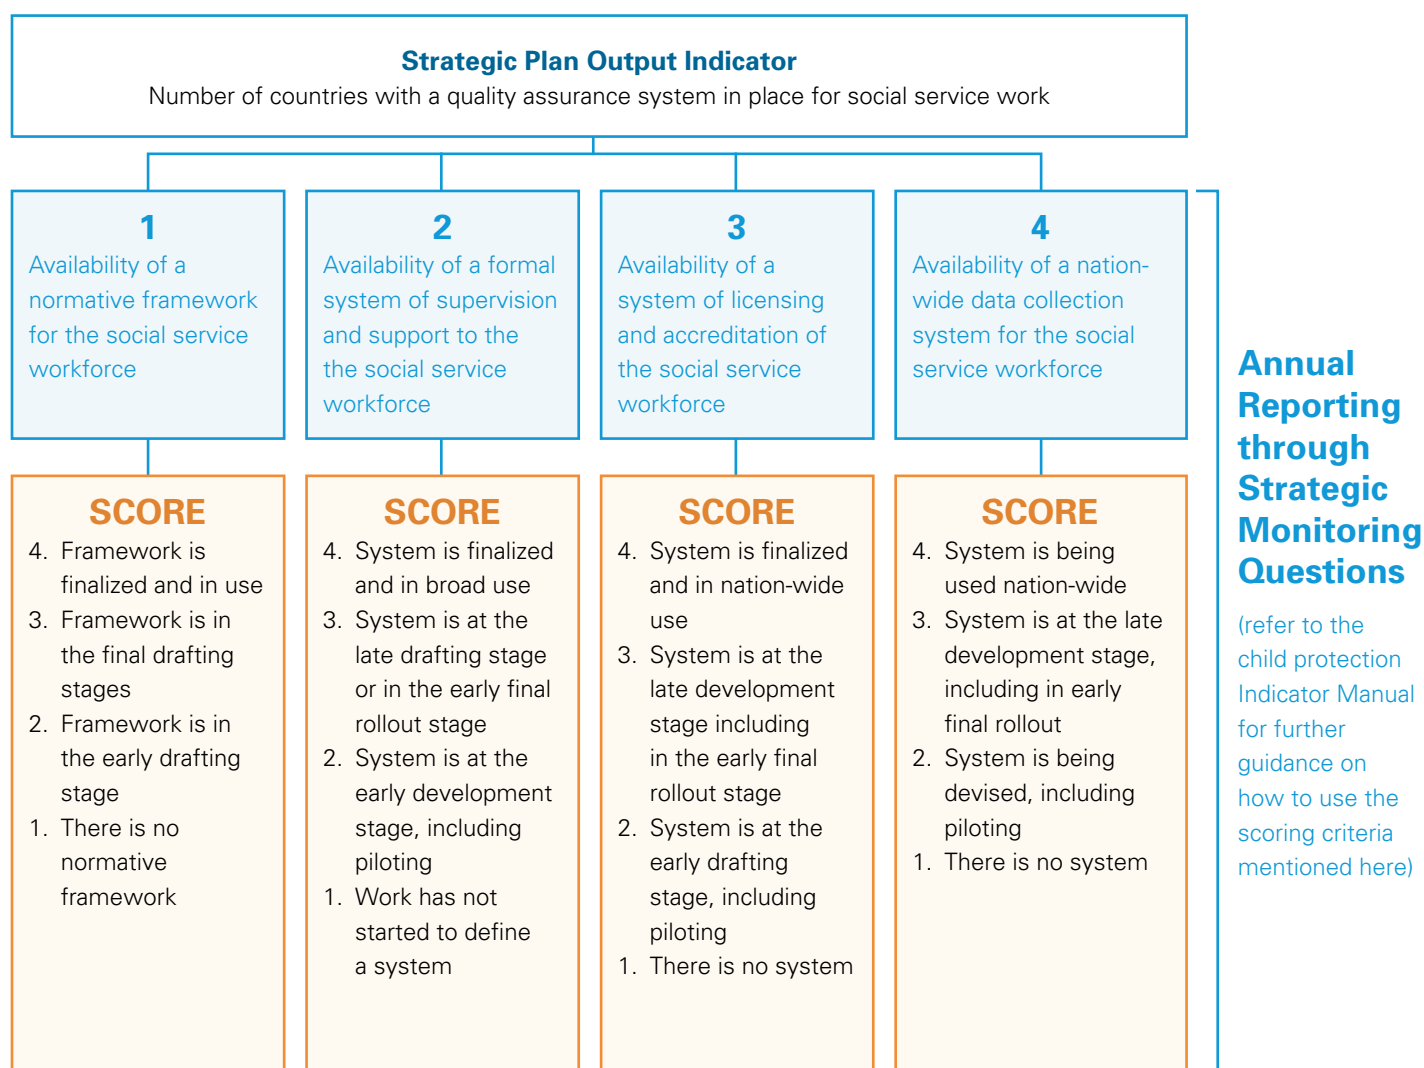 Strategic Plan Output Indicator
Number of countries with a quality assurance system in place for social service work
1
Availability of a
normative framework
for the social service
workforce
2
Availability of a formal
system of supervision
and support to the
the social service
workforce
3
Availability of a
system of licensing
and accreditation of
the social service
workforce
4
Availability of a nation-
wide data collection
system for the social
service workforce
SCORE
4. Framework is
finalized and in use
3. Framework is in
the final drafting
stages
2. Framework is in
the early drafting
stage
1. There is no
normative
framework
SCORE
4. System is finalized
and in broad use
3. System is at the
late drafting stage
or in the early final
rollout stage
2. System is at the
early development
stage, including
piloting
1. Work has not
started to define
a system
SCORE
4. System is finalized
and in nation-wide
use
3. System is at the
late development
stage including
in the early final
rollout stage
2. System is at the
early drafting
stage, including
piloting
1. There is no system
SCORE
4. System is being
used nation-wide
3. System is at the late
development stage,
including in early
final rollout
2. System is being
devised, including
piloting
1. There is no system
Annual
Reporting
through
Strategic
Monitoring
Questions
(refer to the
child protection
Indicator Manual
for further
guidance on
how to use the
scoring criteria
mentioned here)